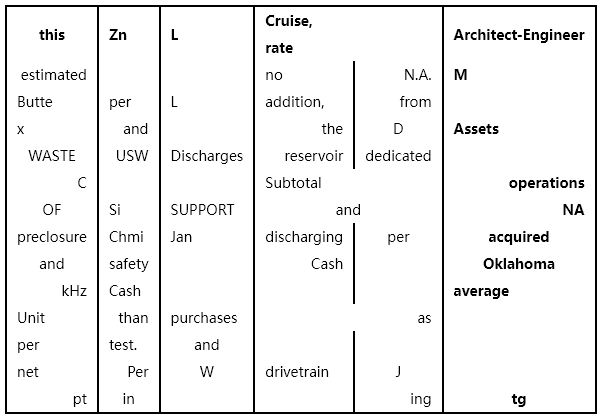 this Zn L Cruise, rate Architect-Engineer
estimated no N.A. M
Butte per L addition, from
x and the D Assets
WASTE USW Discharges reservoir dedicated
C Subtotal operations
OF Si SUPPORT and NA
preclosure Chmi Jan discharging per acquired
and safety Cash Oklahoma
kHz Cash average
Unit than purchases as
per test. and
net Per W drivetrain J
pt in ing tg